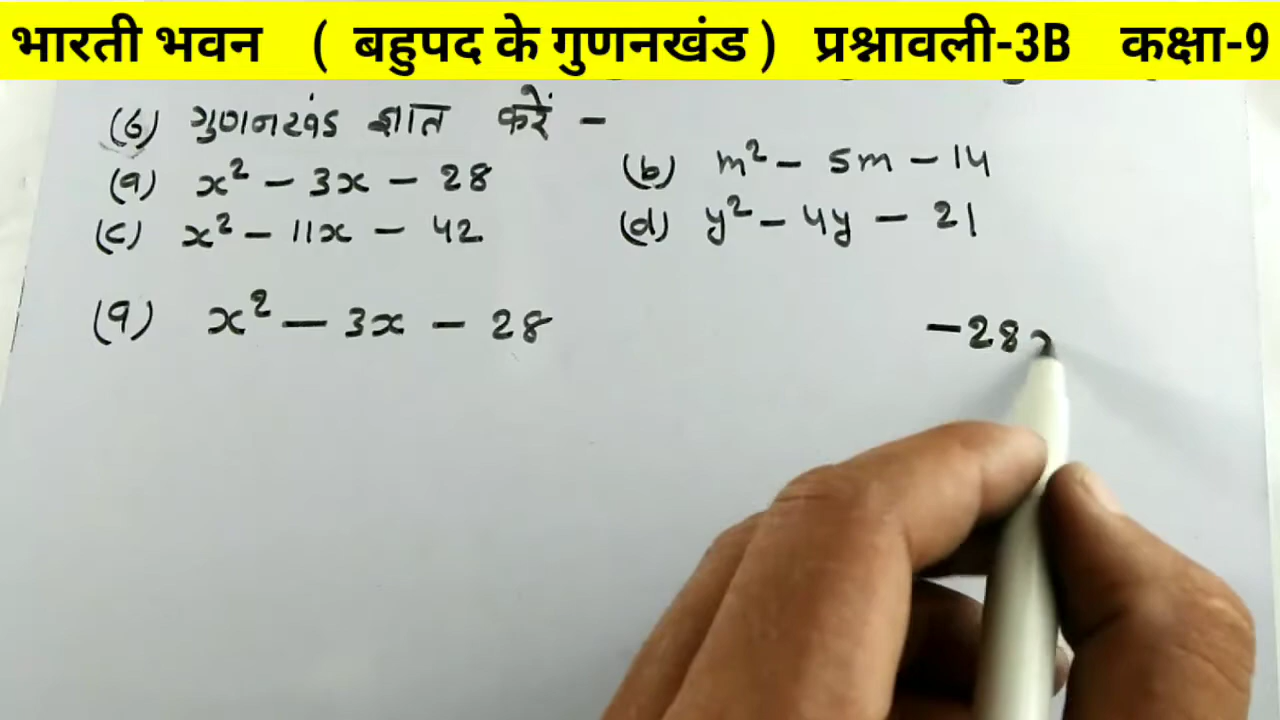 भारती भवन ( बहुपद के गुणनखंड ) प्रश्नावली-3B कक्षा-9
(6) गुणनखंड ज्ञात करें -
(a) x² - 3x - 28 (b) m² - 5m - 14
(c) x² - 11x - 42 (d) y² - 4y - 21
(a) x² - 3x - 28 -28